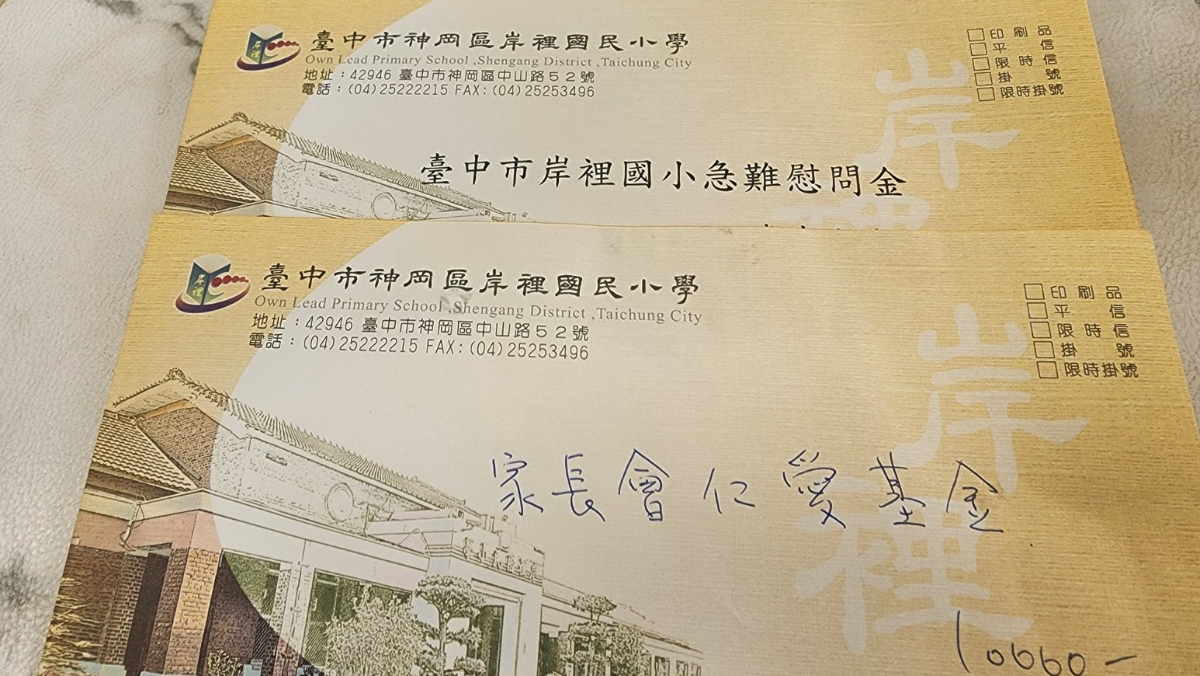 臺中市神岡區岸裡國民小學
Own Lead Primary School ,Shengang District ,Taichung City
地址：42946 臺中市神岡區中山路５２號
電話：(04)25222215 FAX：(04)25253496
印刷品
平信
限時信
掛號
限時掛號
岸
臺中市岸裡國小急難慰問金
岸裡
臺中市神岡區岸裡國民小學
Own Lead Primary School ,Shengang District ,Taichung City
地址：42946 臺中市神岡區中山路５２號
電話：(04)25222215 FAX：(04)25253496
印刷品
平信
限時信
掛號
限時掛號
岸裡
岸
裡
家長會仁愛基金